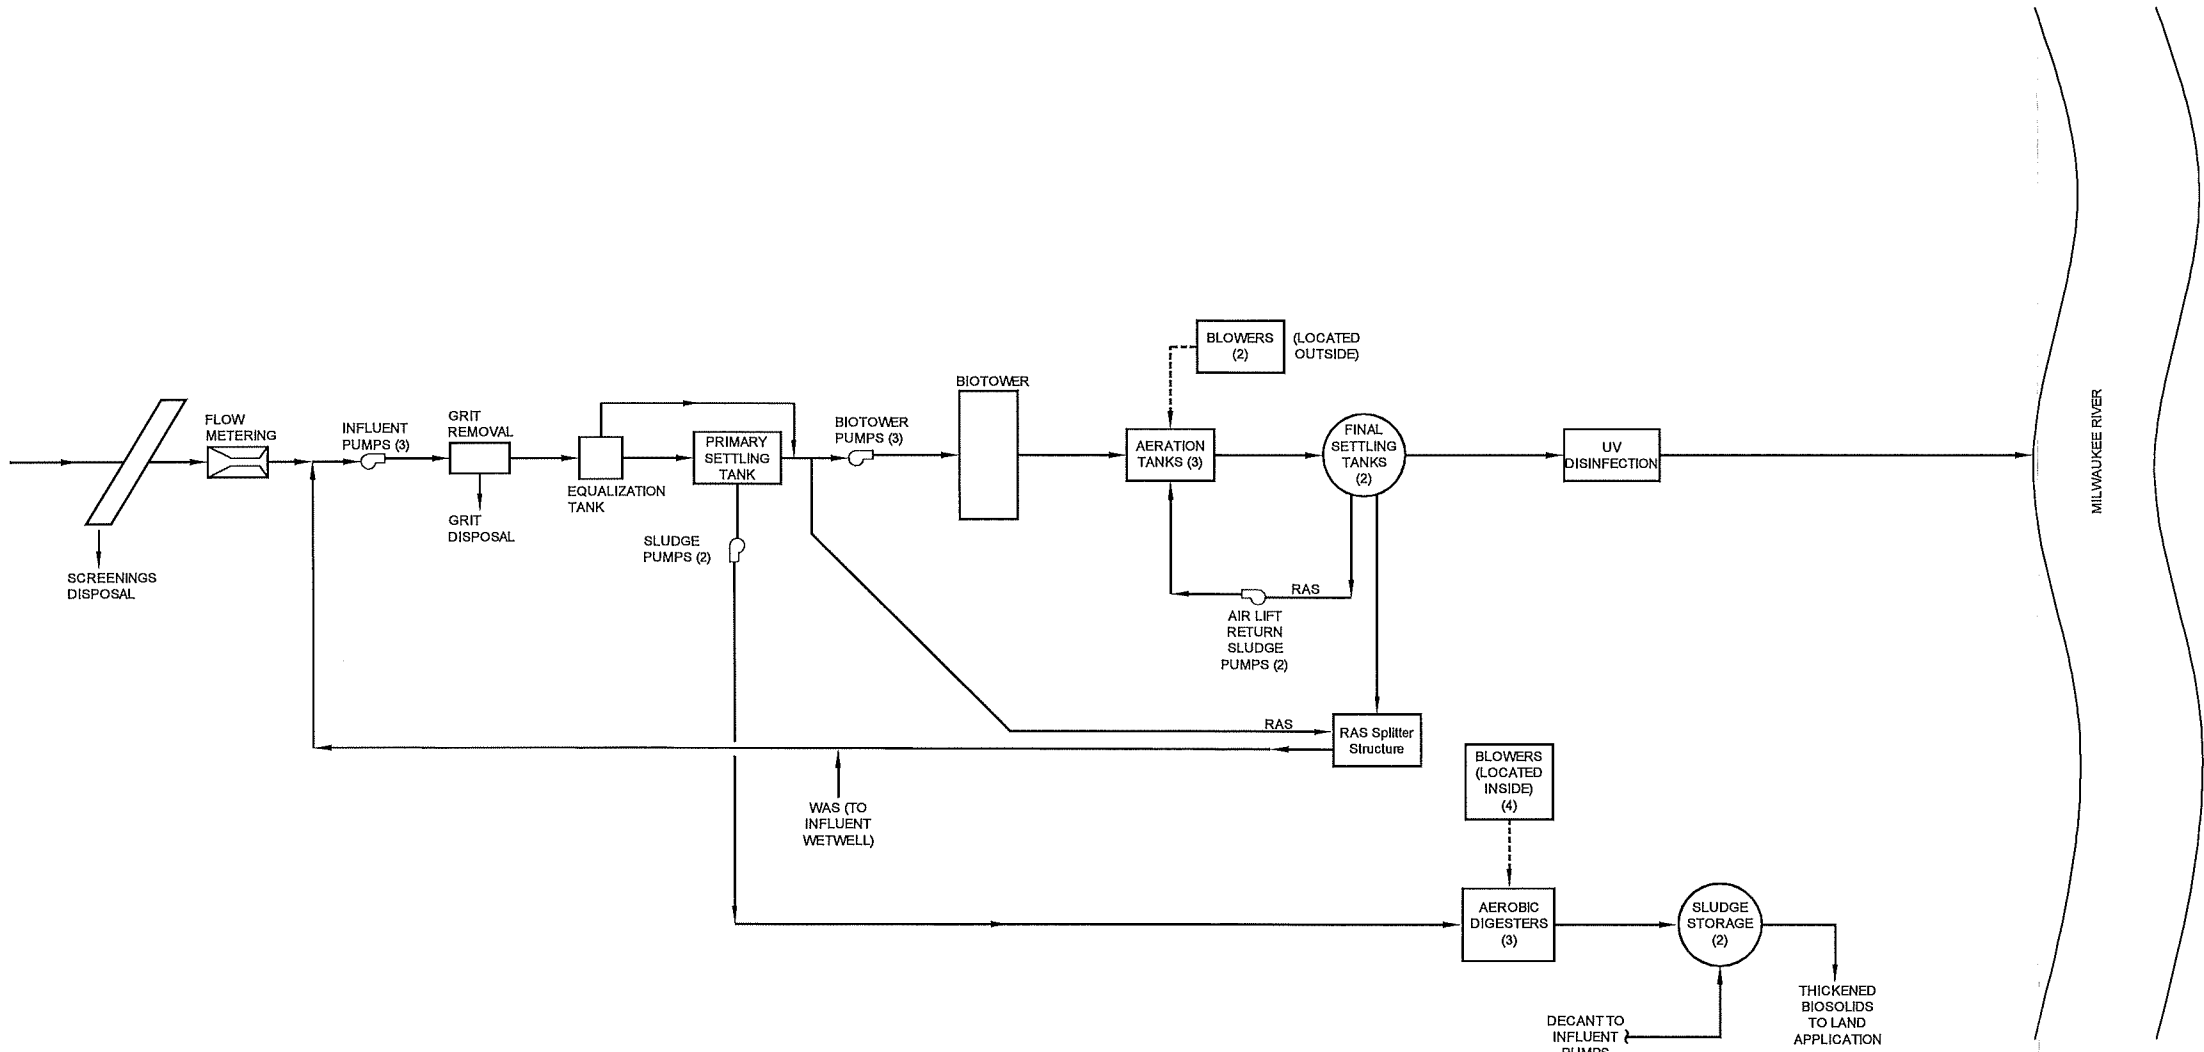 BLOWERS
(2)
(LOCATED
OUTSIDE)
BIOTOWER
FLOW
METERING
INFLUENT
PUMPS (3)
GRIT
REMOVAL
GRIT
DISPOSAL
EQUALIZATION
TANK
PRIMARY
SETTLING
TANK
BIOTOWER
PUMPS (3)
AERATION
TANKS (3)
FINAL
SETTLING
TANKS
(2)
UV
DISINFECTION
MILWAUKEE RIVER
SCREENINGS
DISPOSAL
SLUDGE
PUMPS (2)
RAS
AIR LIFT
RETURN
SLUDGE
PUMPS (2)
RAS
RAS Splitter
Structure
WAS (TO
INFLUENT
WETWELL)
BLOWERS
(LOCATED
INSIDE)
(4)
AEROBIC
DIGESTERS
(3)
SLUDGE
STORAGE
(2)
THICKENED
BIOSOLIDS
TO LAND
APPLICATION
DECANT TO
INFLUENT
PUMPS